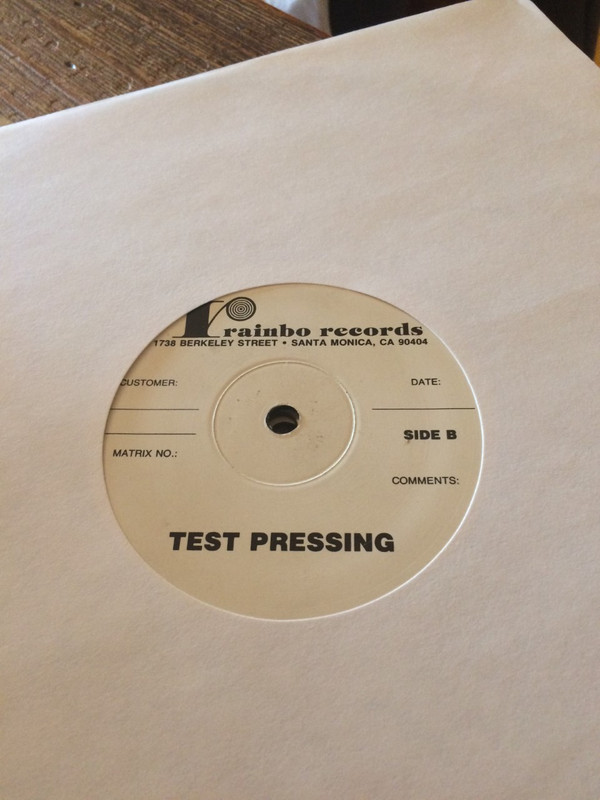 r rainbo records
1738 BERKELEY STREET • SANTA MONICA, CA 90404
CUSTOMER:
DATE:
SIDE B
MATRIX NO.:
COMMENTS:
TEST PRESSING